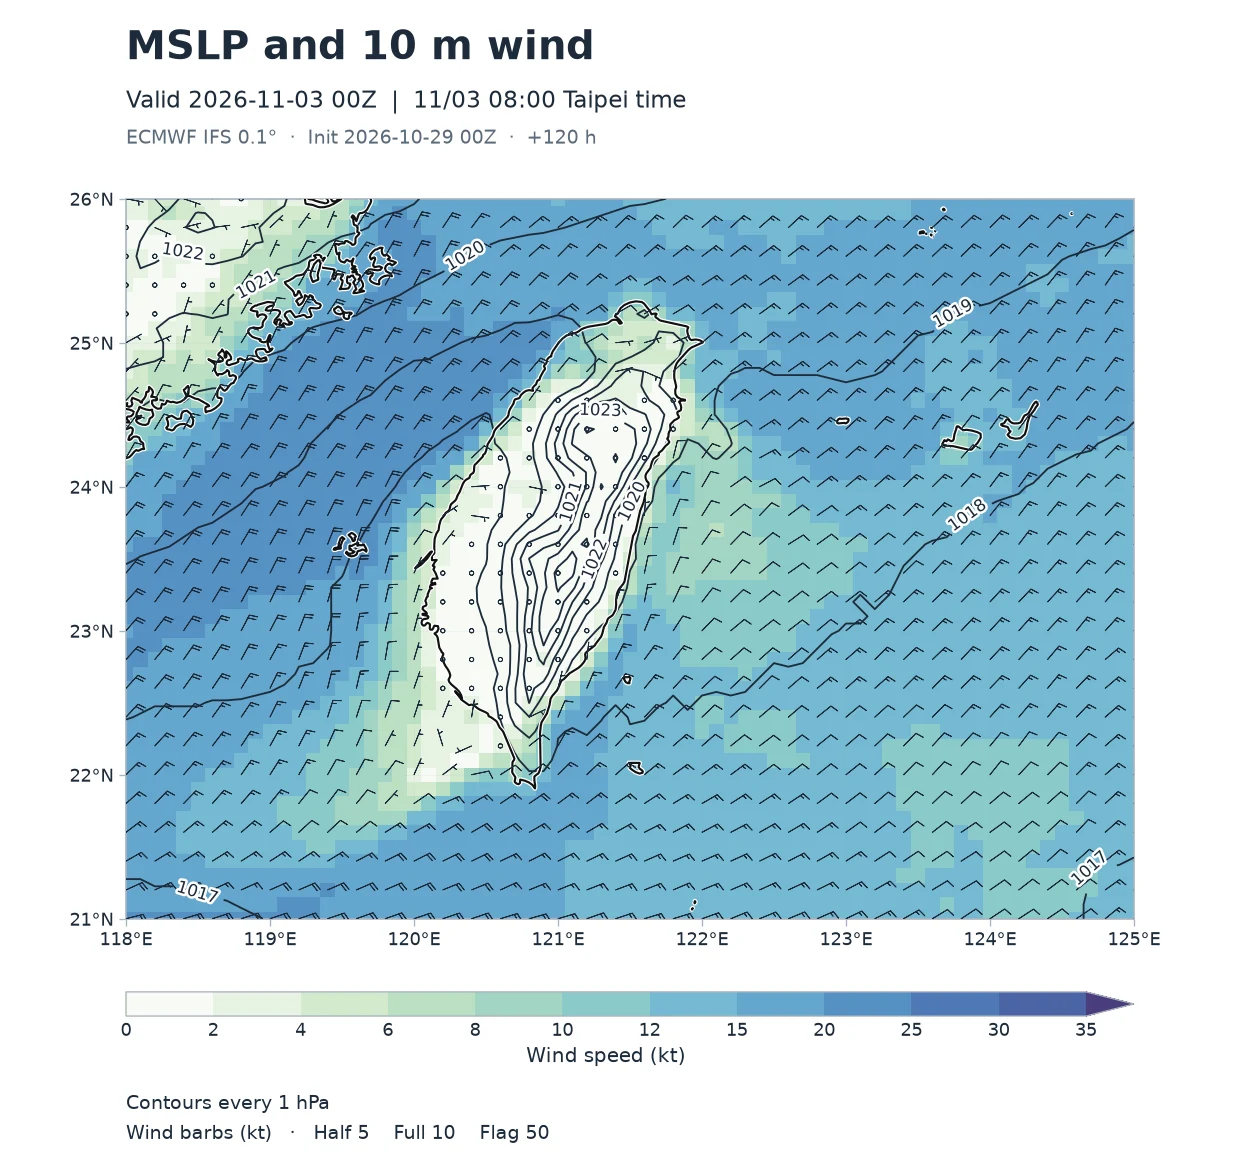 MSLP and 10 m wind
Valid 2026-11-03 00Z | 11/03 08:00 Taipei time
ECMWF IFS 0.1° · Init 2026-10-29 00Z · +120 h
26°N
25°N
24°N
23°N
22°N
21°N
1022
1021
1020
1019
1023
1021
1020
1022
1018
1017
1017
118°E 119°E 120°E 121°E 122°E 123°E 124°E 125°E
0 2 4 6 8 10 12 15 20 25 30 35
Wind speed (kt)
Contours every 1 hPa
Wind barbs (kt) · Half 5 Full 10 Flag 50